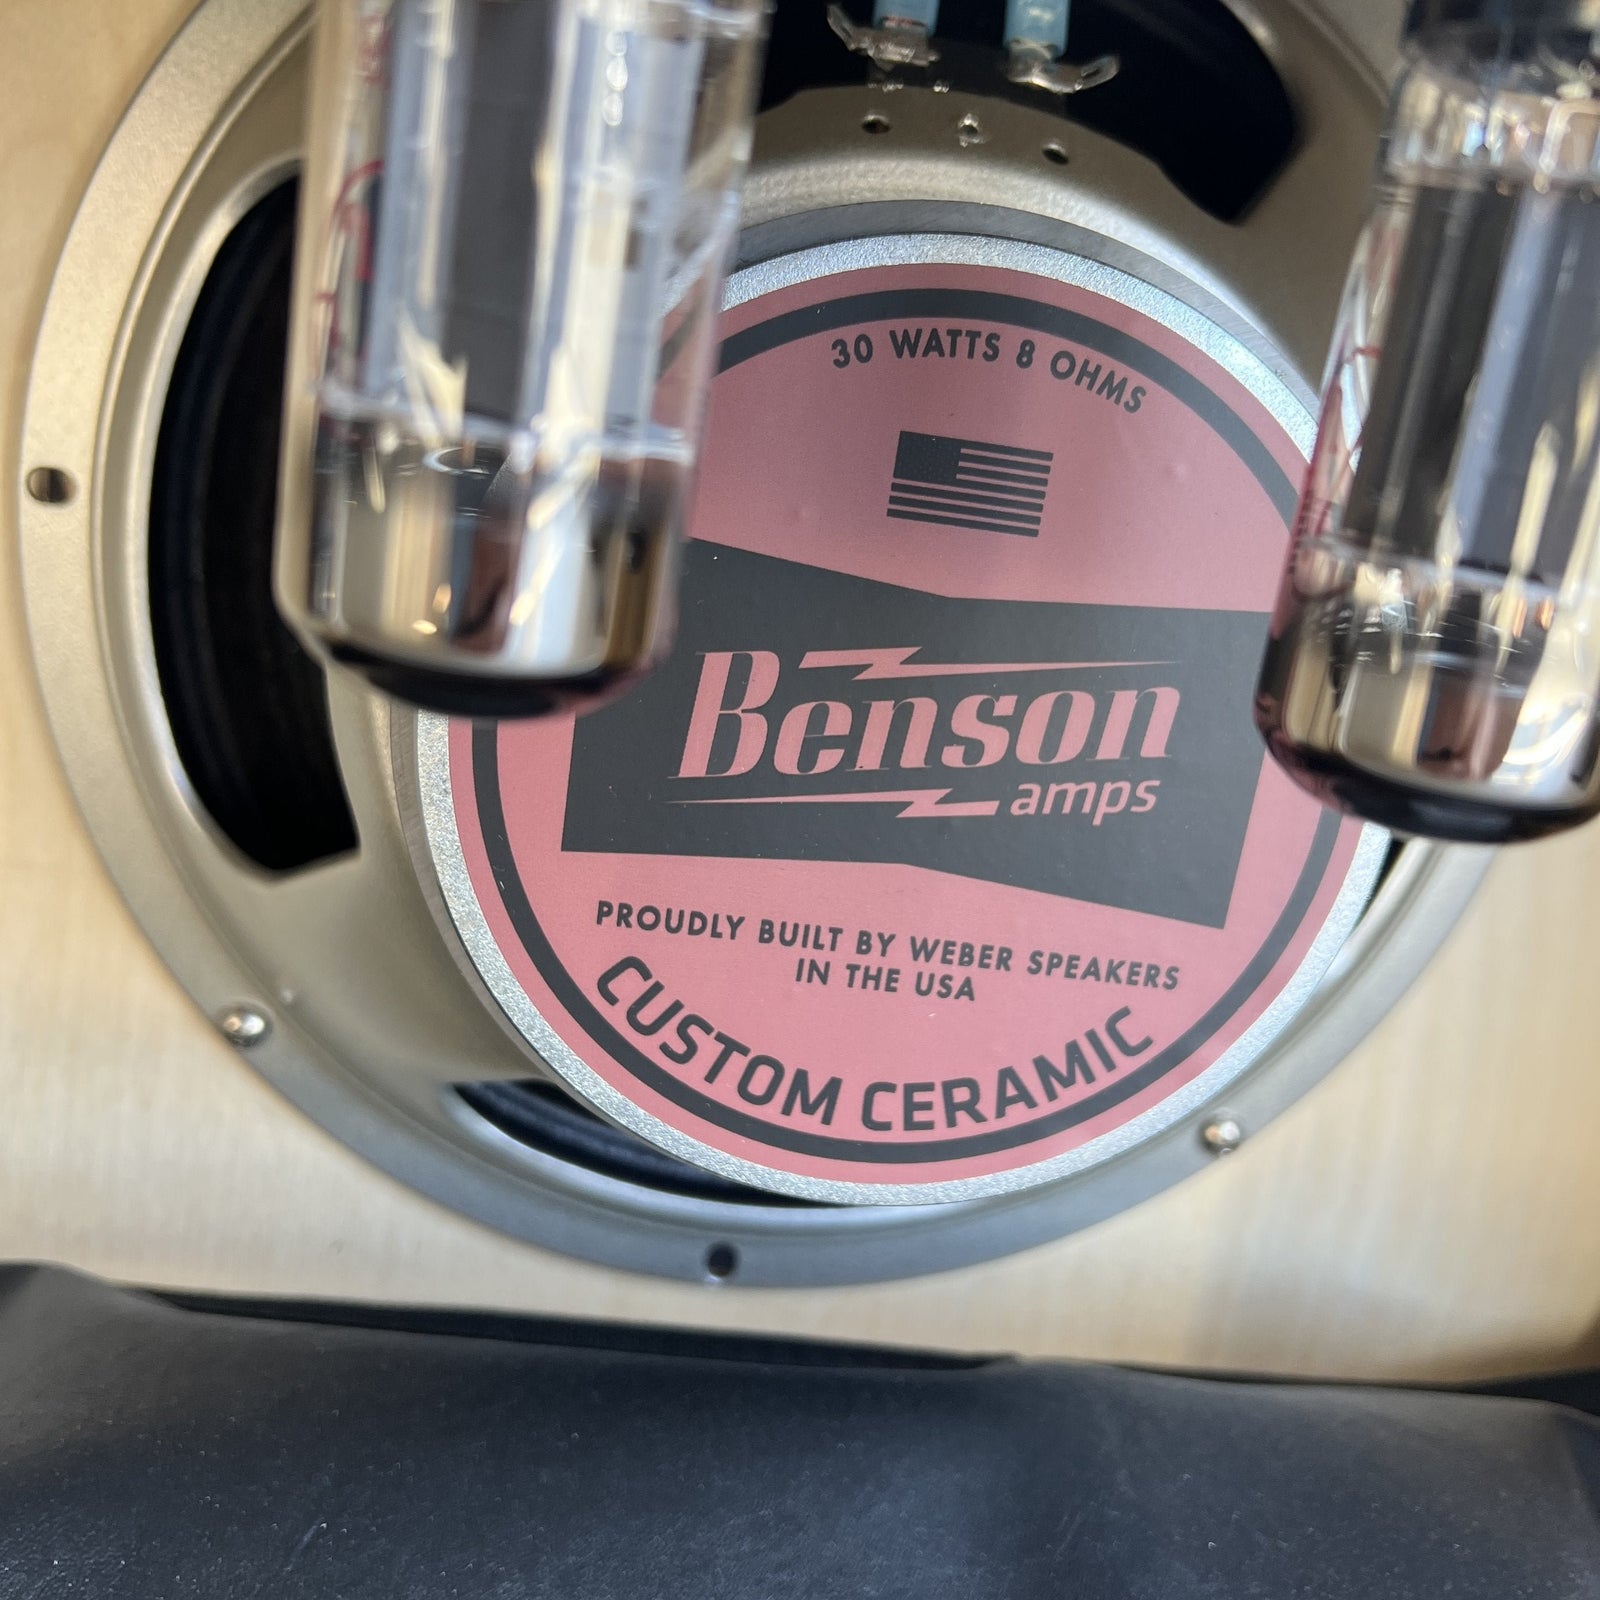 30 WATTS 8 OHMS
Benson
amps
PROUDLY BUILT BY WEBER SPEAKERS
IN THE USA
CUSTOM CERAMIC